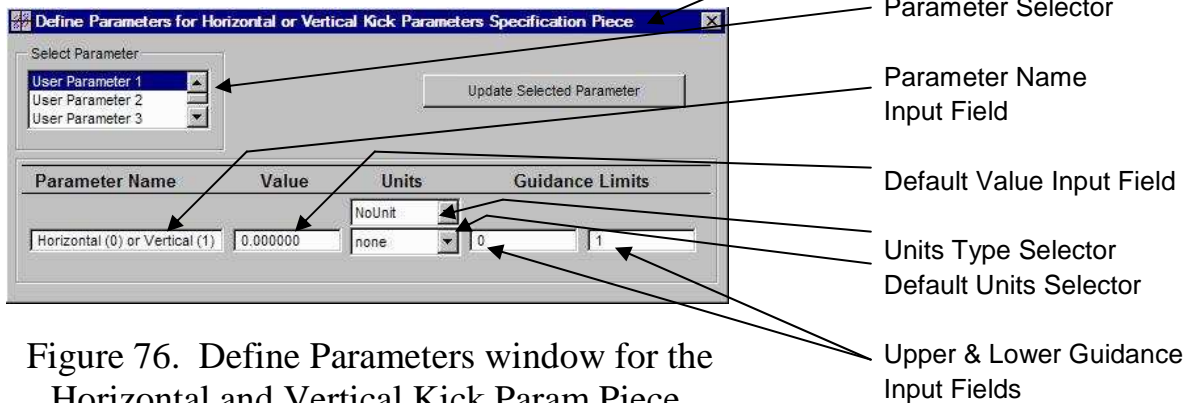 Define Parameters for Horizontal or Vertical Kick Parameters Specification Piece
Parameter Selector
Select Parameter
User Parameter 1
User Parameter 2
User Parameter 3
Update Selected Parameter
Parameter Name
Input Field
Parameter Name Value Units Guidance Limits
Default Value Input Field
NoUnit
Horizontal (0) or Vertical (1) 0.000000 none 0 1
Units Type Selector
Default Units Selector
Upper & Lower Guidance
Input Fields
Figure 76. Define Parameters window for the
Horizontal and Vertical Kick Param Piece